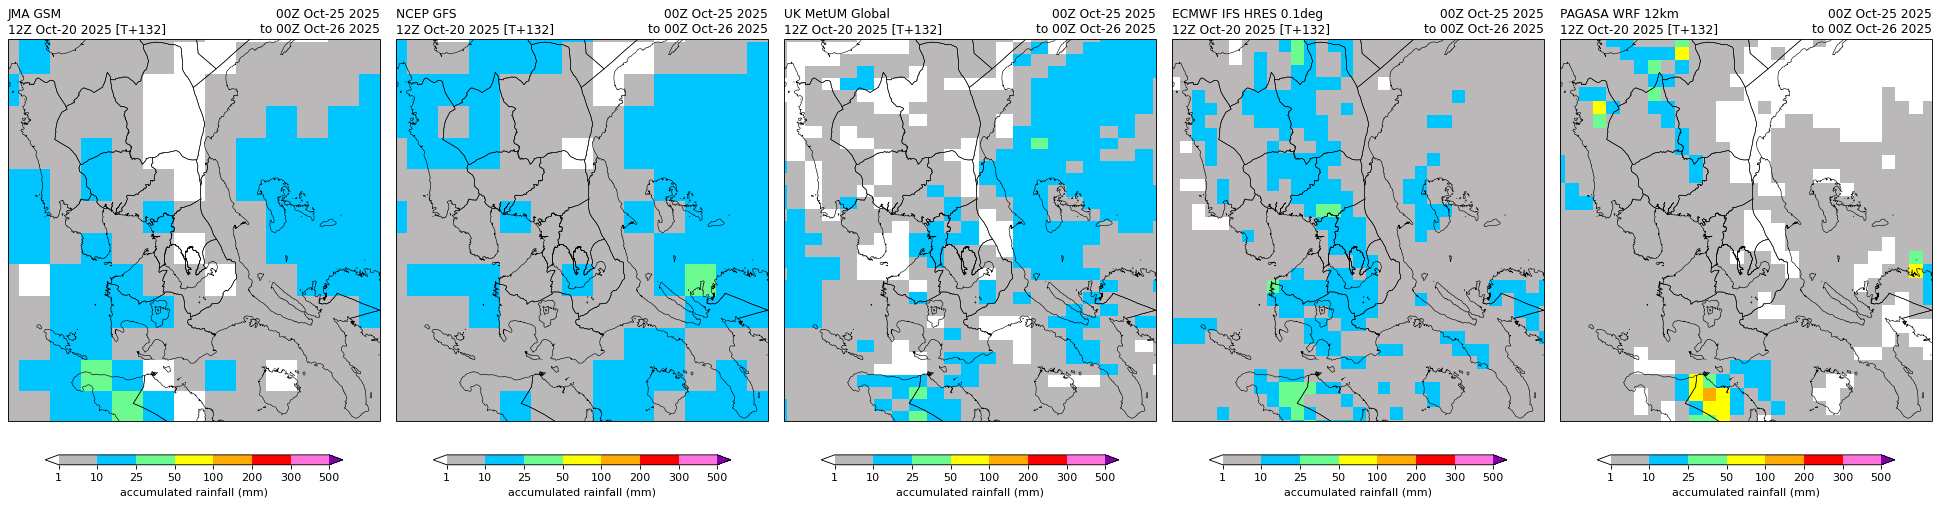 JMA GSM 00Z Oct-25 2025
12Z Oct-20 2025 [T+132] to 00Z Oct-26 2025
NCEP GFS 00Z Oct-25 2025
12Z Oct-20 2025 [T+132] to 00Z Oct-26 2025
UK MetUM Global 00Z Oct-25 2025
12Z Oct-20 2025 [T+132] to 00Z Oct-26 2025
ECMWF IFS HRES 0.1deg 00Z Oct-25 2025
12Z Oct-20 2025 [T+132] to 00Z Oct-26 2025
PAGASA WRF 12km 00Z Oct-25 2025
12Z Oct-20 2025 [T+132] to 00Z Oct-26 2025
1 10 25 50 100 200 300 500
accumulated rainfall (mm)
1 10 25 50 100 200 300 500
accumulated rainfall (mm)
1 10 25 50 100 200 300 500
accumulated rainfall (mm)
1 10 25 50 100 200 300 500
accumulated rainfall (mm)
1 10 25 50 100 200 300 500
accumulated rainfall (mm)